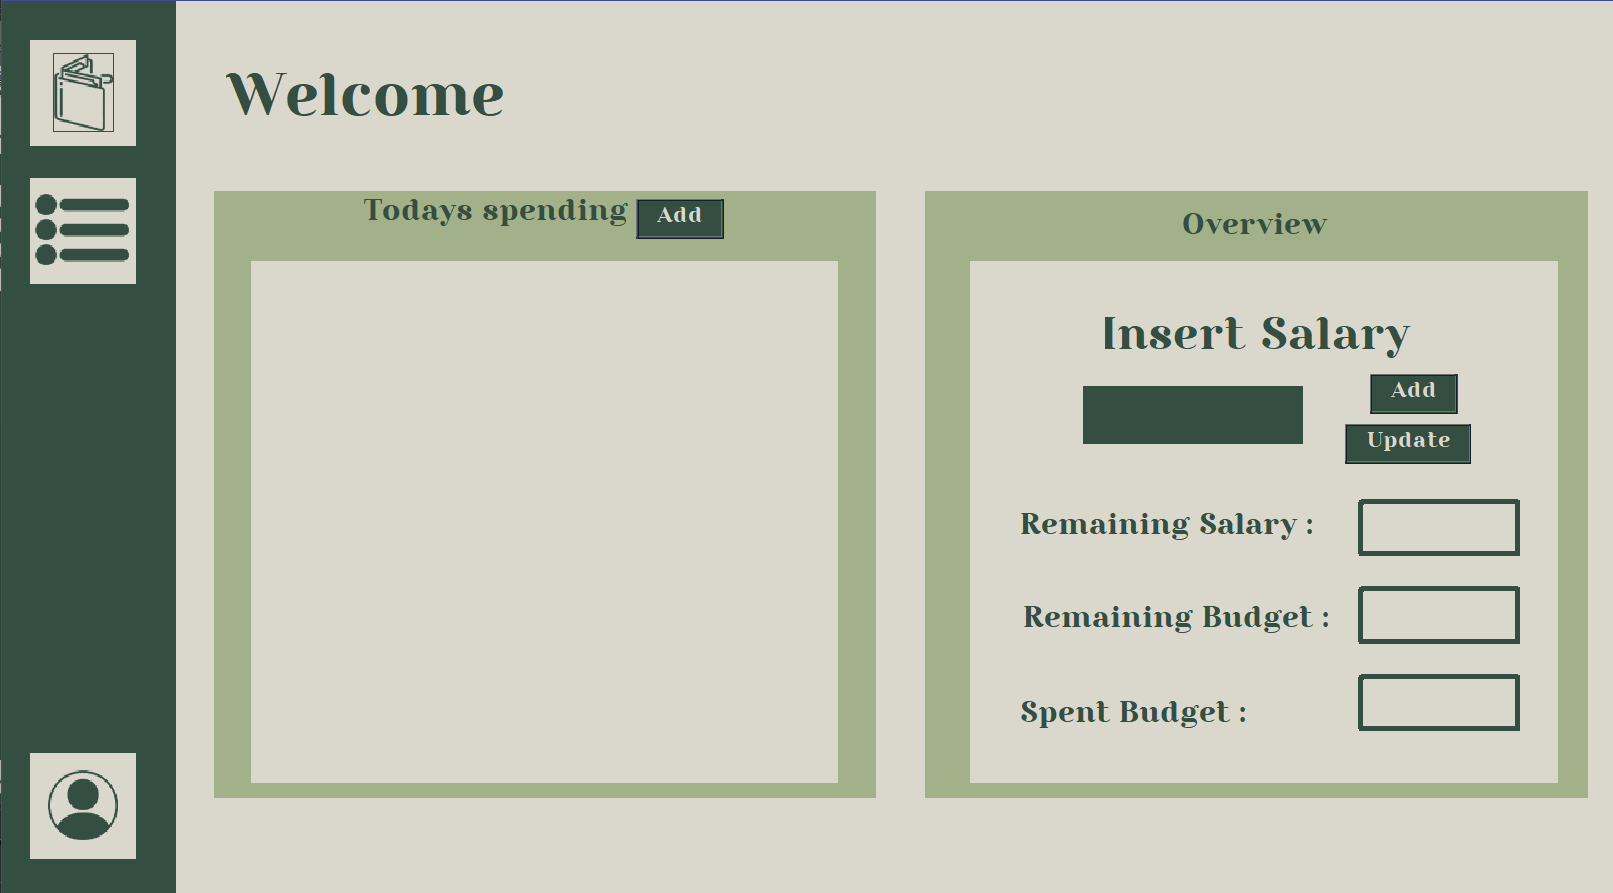 Welcome
Todays spending
Add
Overview
Insert Salary
Add
Update
Remaining Salary :
Remaining Budget :
Spent Budget :